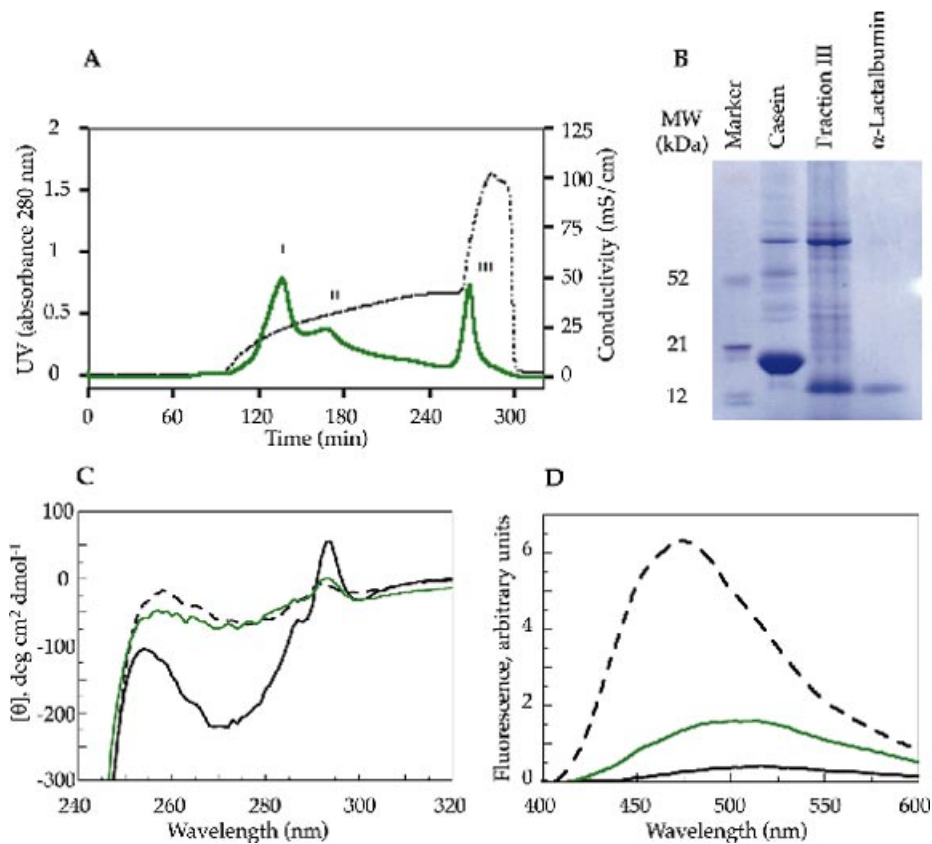 A
UV (absorbance 280 nm)
2
1.5
1
0.5
0
I
II
III
125
100
75
50
25
0
Conductivity (mS/cm)
0 60 120 180 240 300
Time (min)
B
MW
(kDa)
Marker
Casein
Fraction III
α-Lactalbumin
52
21
12
C
[θ], deg cm² dmol⁻¹
100
0
-100
-200
-300
240 260 280 300 320
Wavelength (nm)
D
Fluorescence, arbitrary units
6
4
2
0
400 450 500 550 600
Wavelength (nm)